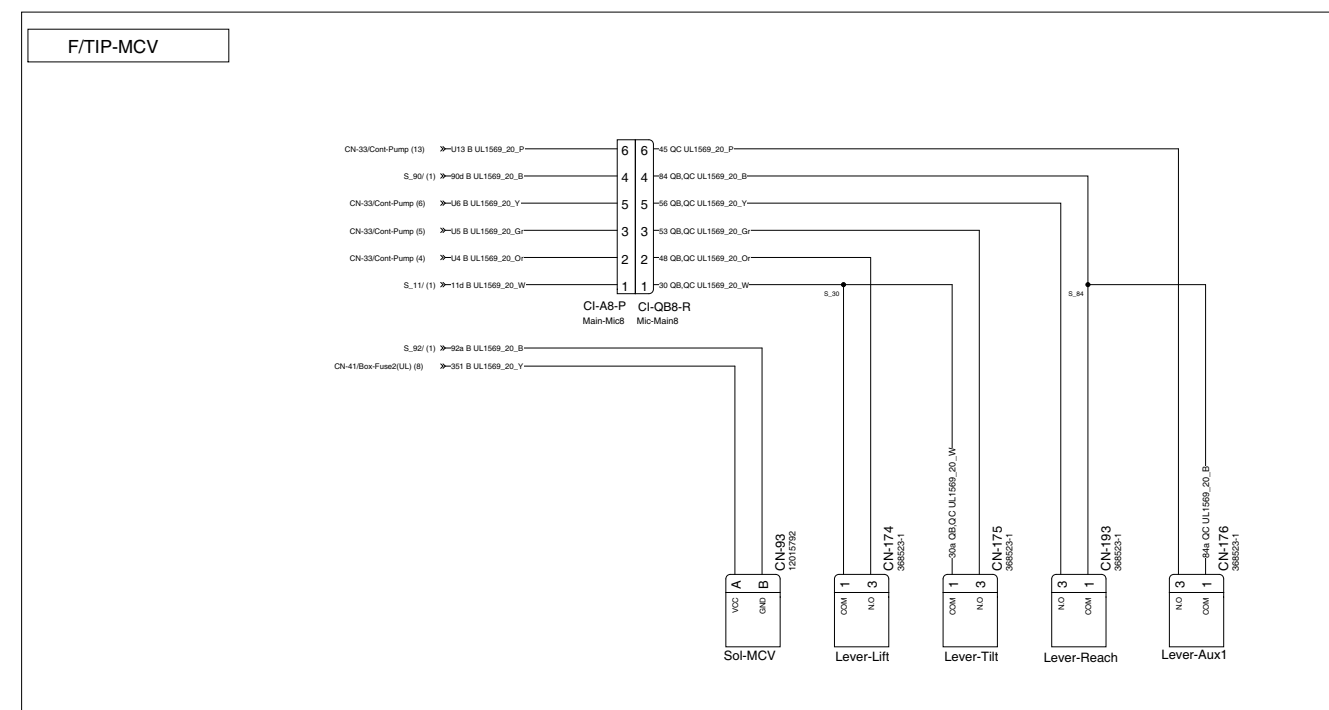 F/TIP-MCV
CN-33/Cont-Pump (13) U13 B UL1569_20_P 6 6 45 QC UL1569_20_P
S_90/ (1) 90d B UL1569_20_B 4 4 84 QB,QC UL1569_20_B
CN-33/Cont-Pump (6) U6 B UL1569_20_Y 5 5 56 QB,QC UL1569_20_Y
CN-33/Cont-Pump (5) U5 B UL1569_20_Gr 3 3 53 QB,QC UL1569_20_Gr
CN-33/Cont-Pump (4) U4 B UL1569_20_Or 2 2 48 QB,QC UL1569_20_Or
S_11/ (1) 11d B UL1569_20_W 1 1 30 QB,QC UL1569_20_W
S_30 S_84
CI-A8-P CI-QB8-R
Main-Mic8 Mic-Main8
S_92/ (1) 92a B UL1569_20_B
CN-41/Box-Fuse2(UL) (8) 351 B UL1569_20_Y
30a QB,QC UL1569_20_W
84a QC UL1569_20_B
CN-93
12015792
CN-174
368523-1
CN-175
368523-1
CN-193
368523-1
CN-176
368523-1
A B 1 3 1 3 3 1 3 1
VCC GND COM N.O COM N.O N.O COM N.O COM
Sol-MCV Lever-Lift Lever-Tilt Lever-Reach Lever-Aux1